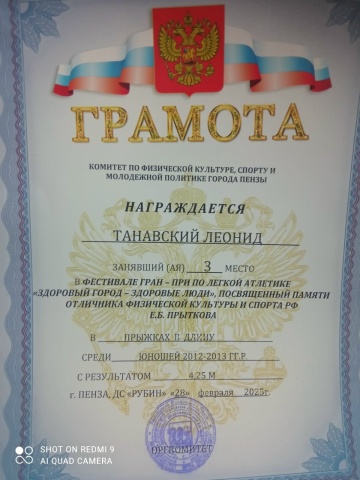 ГРАМОТА
КОМИТЕТ ПО ФИЗИЧЕСКОЙ КУЛЬТУРЕ, СПОРТУ И
МОЛОДЕЖНОЙ ПОЛИТИКЕ ГОРОДА ПЕНЗЫ
НАГРАЖДАЕТСЯ
ТАНАВСКИЙ ЛЕОНИД
ЗАНЯВШИЙ (АЯ) 3 МЕСТО
В ФЕСТИВАЛЕ ГРАН – ПРИ ПО ЛЕГКОЙ АТЛЕТИКЕ
«ЗДОРОВЫЙ ГОРОД – ЗДОРОВЫЕ ЛЮДИ», ПОСВЯЩЕННЫЙ ПАМЯТИ
ОТЛИЧНИКА ФИЗИЧЕСКОЙ КУЛЬТУРЫ И СПОРТА РФ
Е.Б. ПРЫТКОВА
В ПРЫЖКАХ В ДЛИНУ
СРЕДИ ЮНОШЕЙ 2012-2013 ГГ.Р.
С РЕЗУЛЬТАТОМ 4,25 М
г. ПЕНЗА, ДС «РУБИН» «28» февраля 2025г.
ОРГКОМИТЕТ
SHOT ON REDMI 9
AI QUAD CAMERA